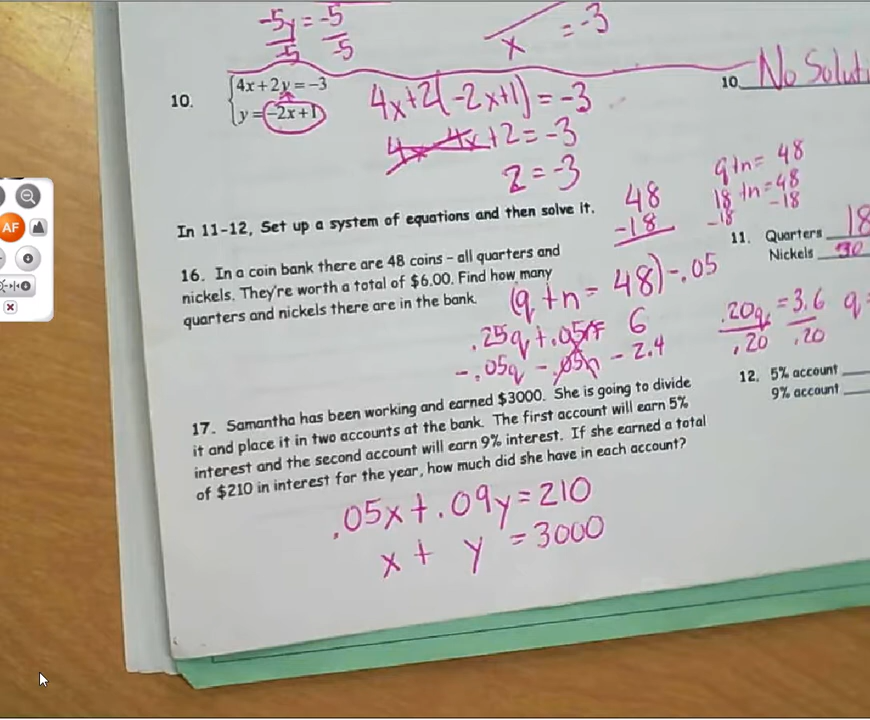 -5y = -5
-5 -5
x = -3
10. 4x+2y=-3
y=-2x+1
4x+2(-2x+1) = -3
4x-4x+2 = -3
2 = -3
10. No Soluti
In 11-12, Set up a system of equations and then solve it.
16. In a coin bank there are 48 coins - all quarters and
nickels. They're worth a total of $6.00. Find how many
quarters and nickels there are in the bank.
48
-18
q+n= 48
18 +n=48
-18 -18
11. Quarters 18
Nickels 30
(q+n = 48)-.05
.25q+.05n= 6
-.05q -.05n -2.4
.20q = 3.6 q=
.20 .20
12. 5% account
9% account
17. Samantha has been working and earned $3000. She is going to divide
it and place it in two accounts at the bank. The first account will earn 5%
interest and the second account will earn 9% interest. If she earned a total
of $210 in interest for the year, how much did she have in each account?
.05x+.09y=210
x + y = 3000
AF